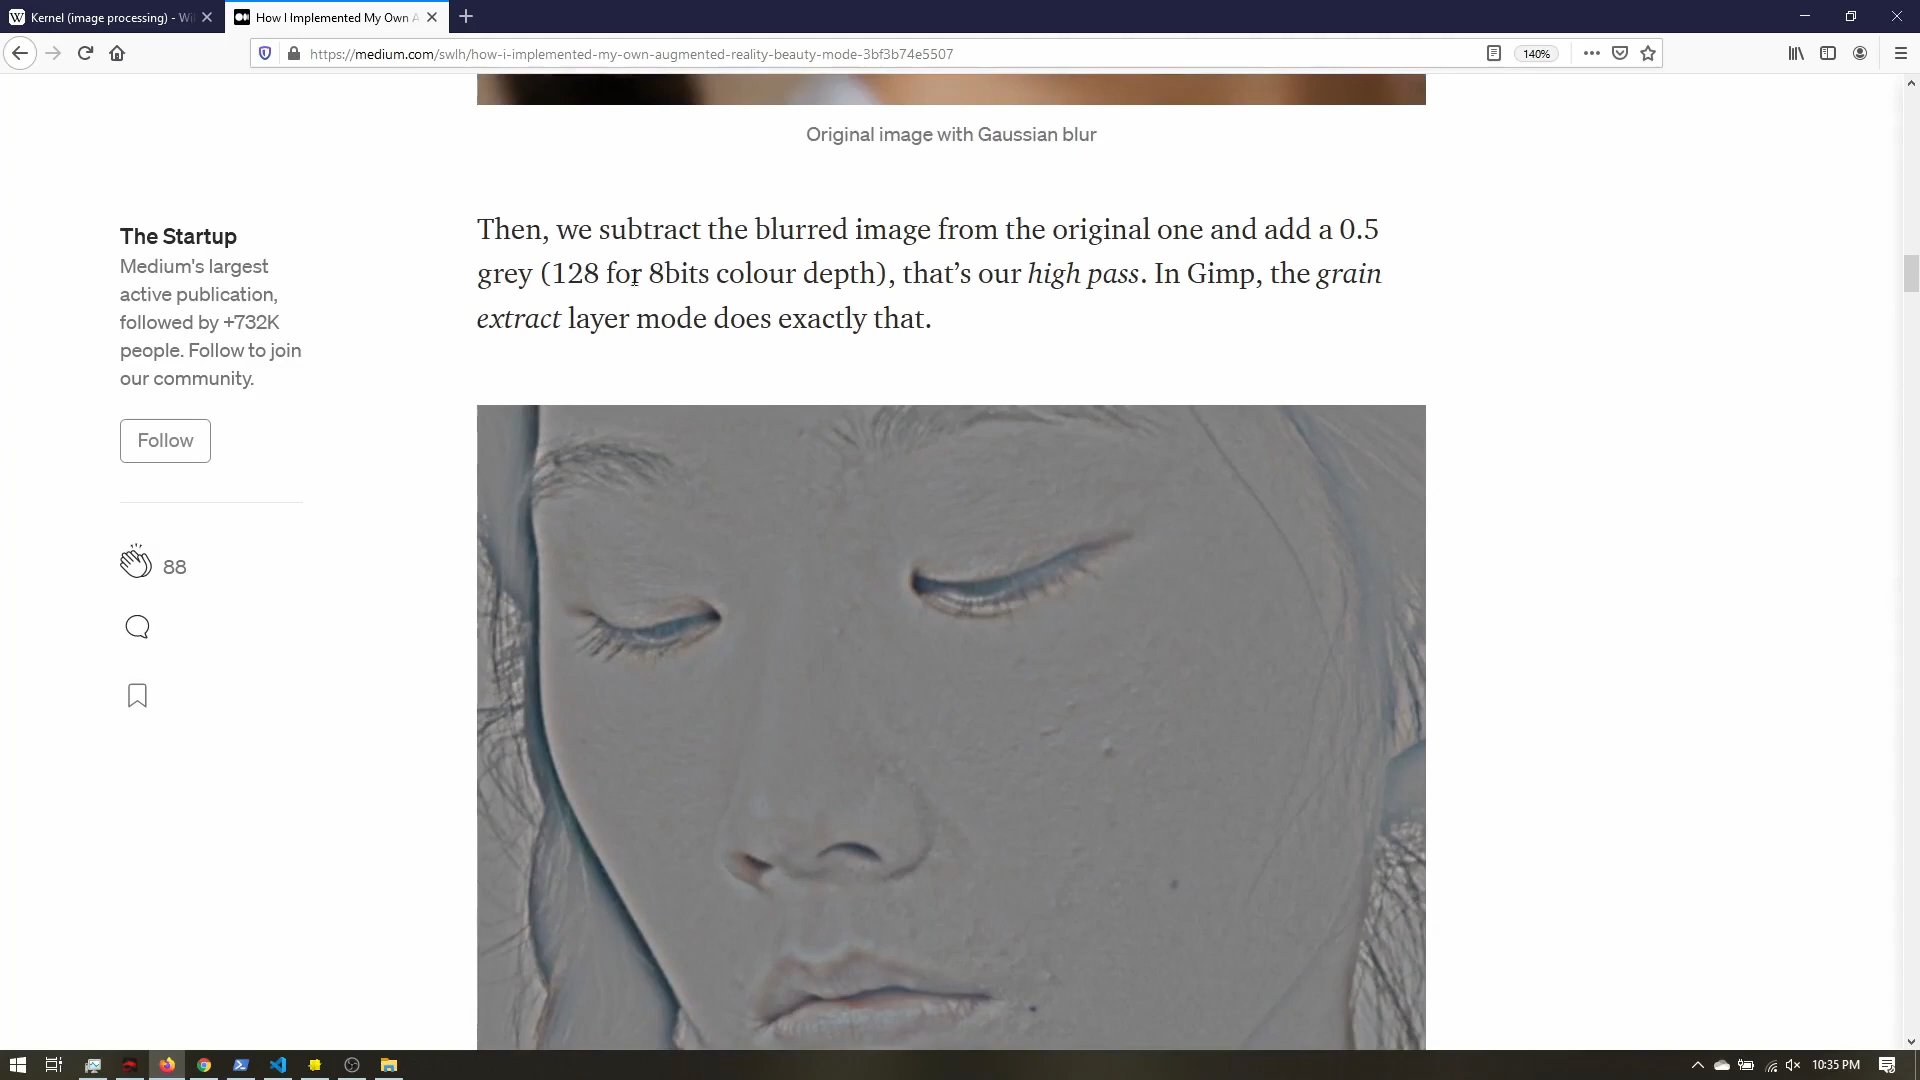 Kernel (image processing) - Wi
How I Implemented My Own A
https://medium.com/swlh/how-i-implemented-my-own-augmented-reality-beauty-mode-3bf3b74e5507
140%
Original image with Gaussian blur
Then, we subtract the blurred image from the original one and add a 0.5
grey (128 for 8bits colour depth), that’s our high pass. In Gimp, the grain
extract layer mode does exactly that.
The Startup
Medium's largest
active publication,
followed by +732K
people. Follow to join
our community.
Follow
88
10:35 PM